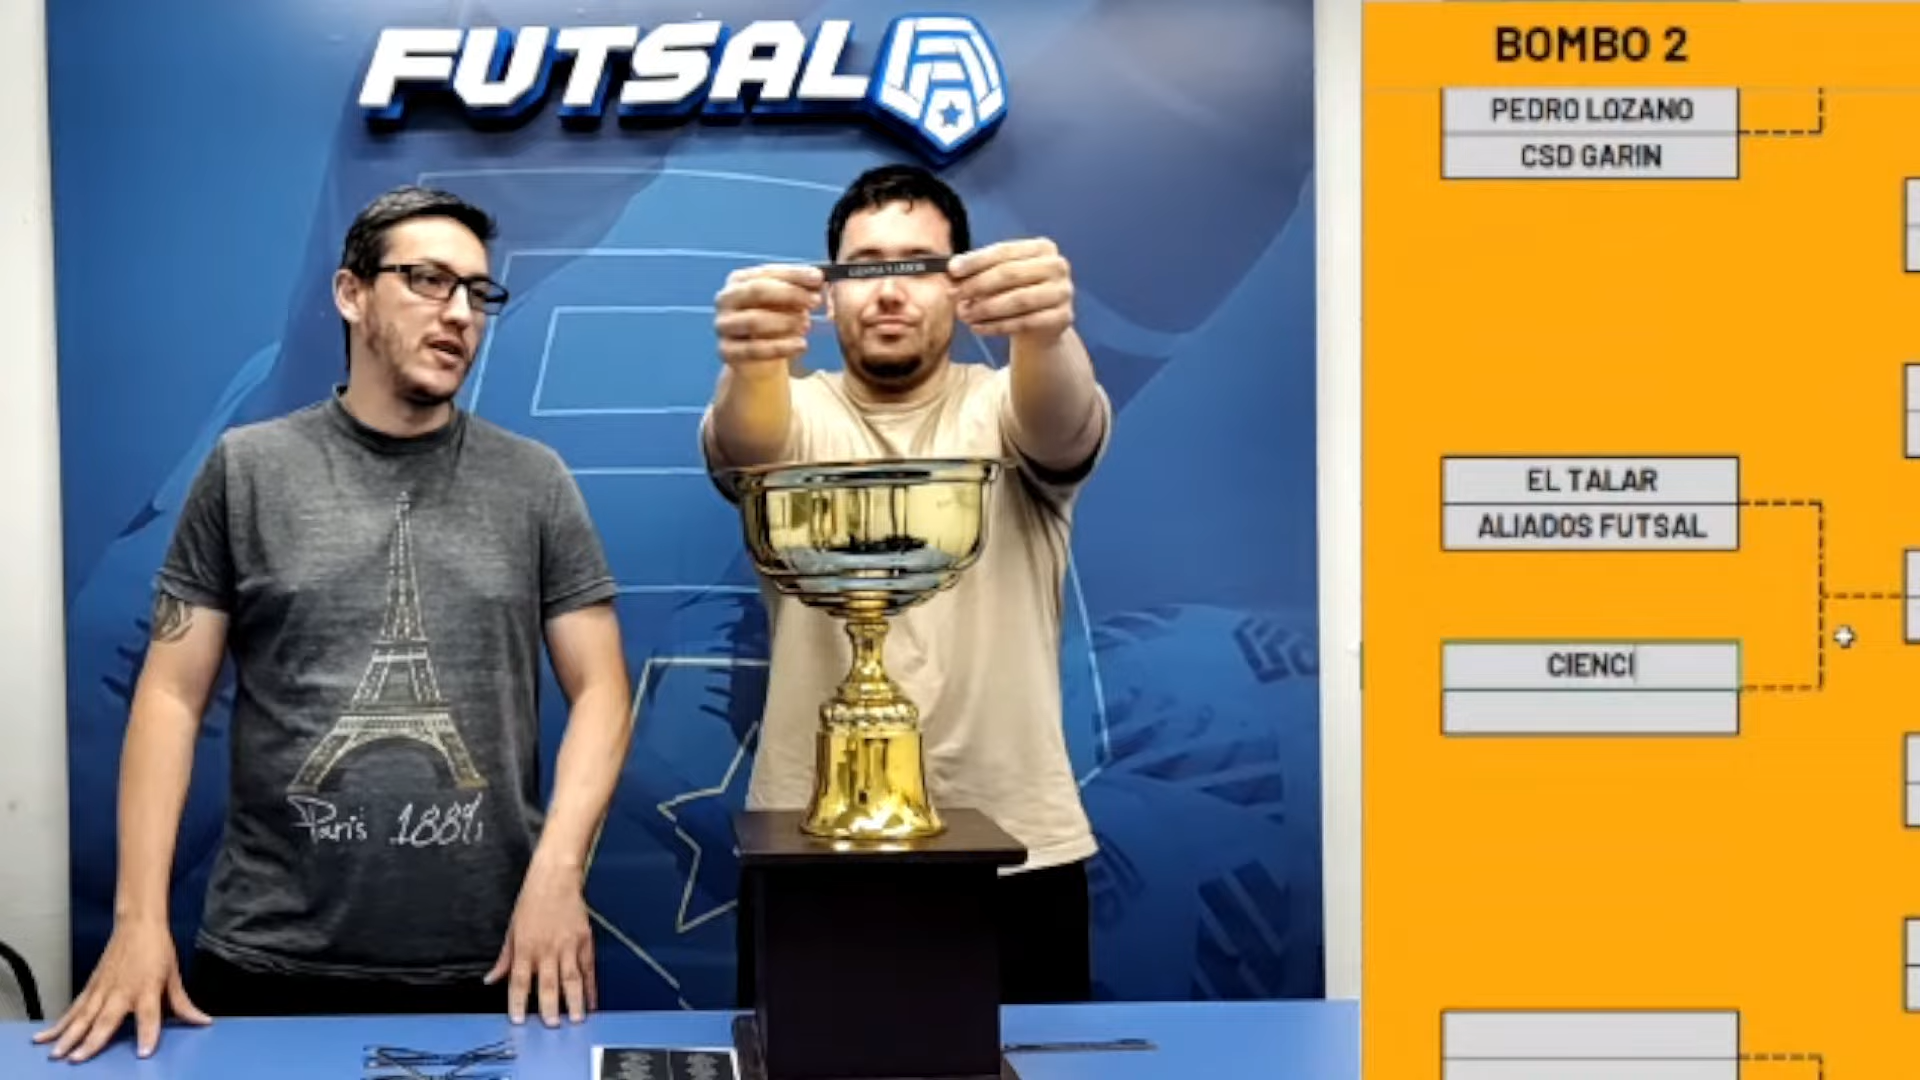 FUTSAL
Paris 1889
BOMBO 2
PEDRO LOZANO
CSD GARIN
EL TALAR
ALIADOS FUTSAL
CIENCI